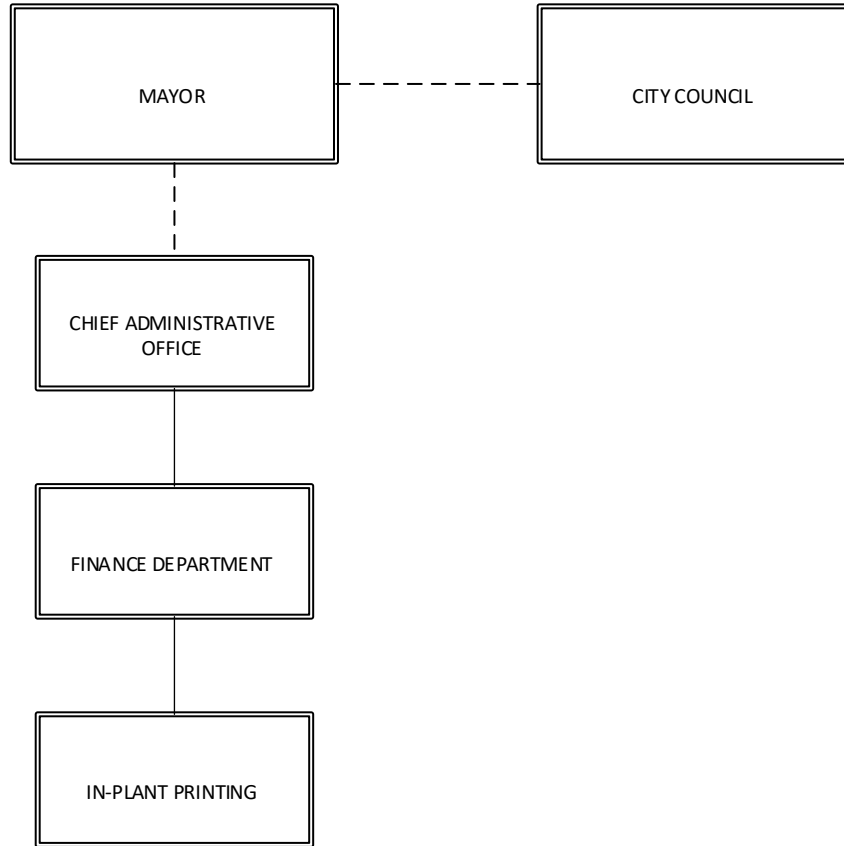 MAYOR
CITY COUNCIL
CHIEF ADMINISTRATIVE
OFFICE
FINANCE DEPARTMENT
IN-PLANT PRINTING